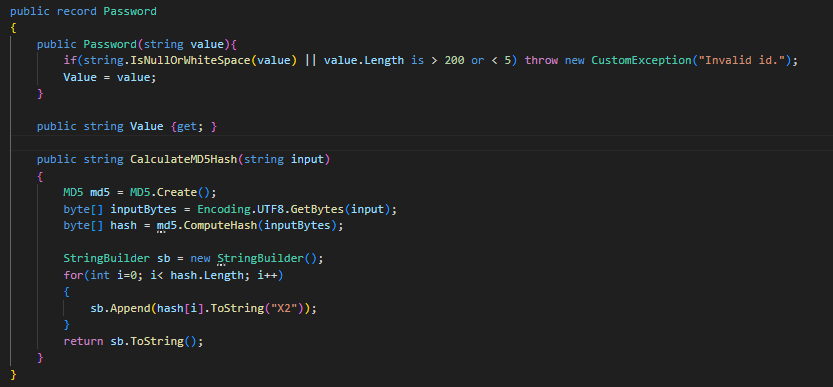 public record Password
{
public Password(string value){
if(string.IsNullOrWhiteSpace(value) || value.Length is > 200 or < 5) throw new CustomException("Invalid id.");
Value = value;
}
public string Value {get; }
public string CalculateMD5Hash(string input)
{
MD5 md5 = MD5.Create();
byte[] inputBytes = Encoding.UTF8.GetBytes(input);
byte[] hash = md5.ComputeHash(inputBytes);
StringBuilder sb = new StringBuilder();
for(int i=0; i< hash.Length; i++)
{
sb.Append(hash[i].ToString("X2"));
}
return sb.ToString();
}
}